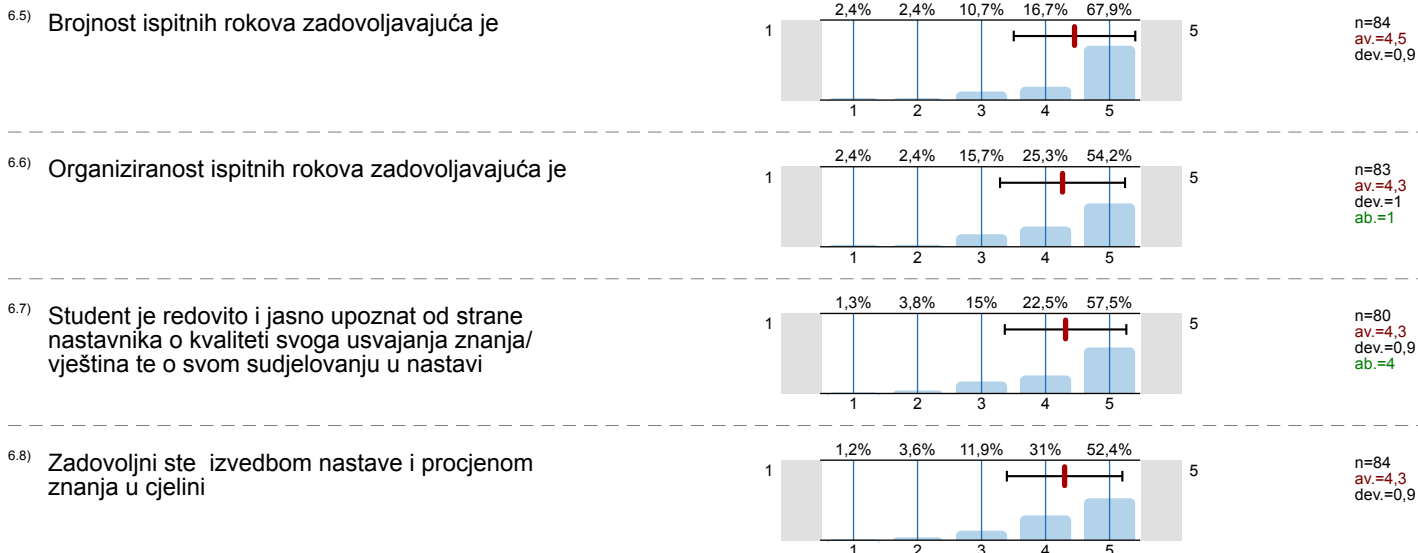 6.5) Brojnost ispitnih rokova zadovoljavajuća je
2,4% 2,4% 10,7% 16,7% 67,9%
1 5
1 2 3 4 5
n=84
av.=4,5
dev.=0,9
6.6) Organiziranost ispitnih rokova zadovoljavajuća je
2,4% 2,4% 15,7% 25,3% 54,2%
1 5
1 2 3 4 5
n=83
av.=4,3
dev.=1
ab.=1
6.7) Student je redovito i jasno upoznat od strane
nastavnika o kvaliteti svoga usvajanja znanja/
vještina te o svom sudjelovanju u nastavi
1,3% 3,8% 15% 22,5% 57,5%
1 5
1 2 3 4 5
n=80
av.=4,3
dev.=0,9
ab.=4
6.8) Zadovoljni ste izvedbom nastave i procjenom
znanja u cjelini
1,2% 3,6% 11,9% 31% 52,4%
1 5
1 2 3 4 5
n=84
av.=4,3
dev.=0,9